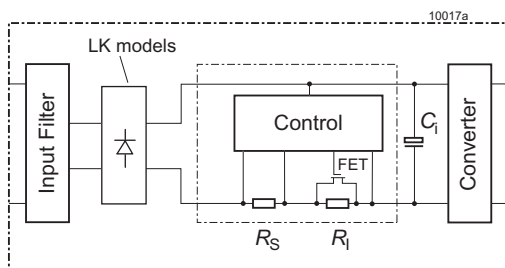 10017a
LK models
Input Filter
Control
FET
Ci
Converter
RS
RI